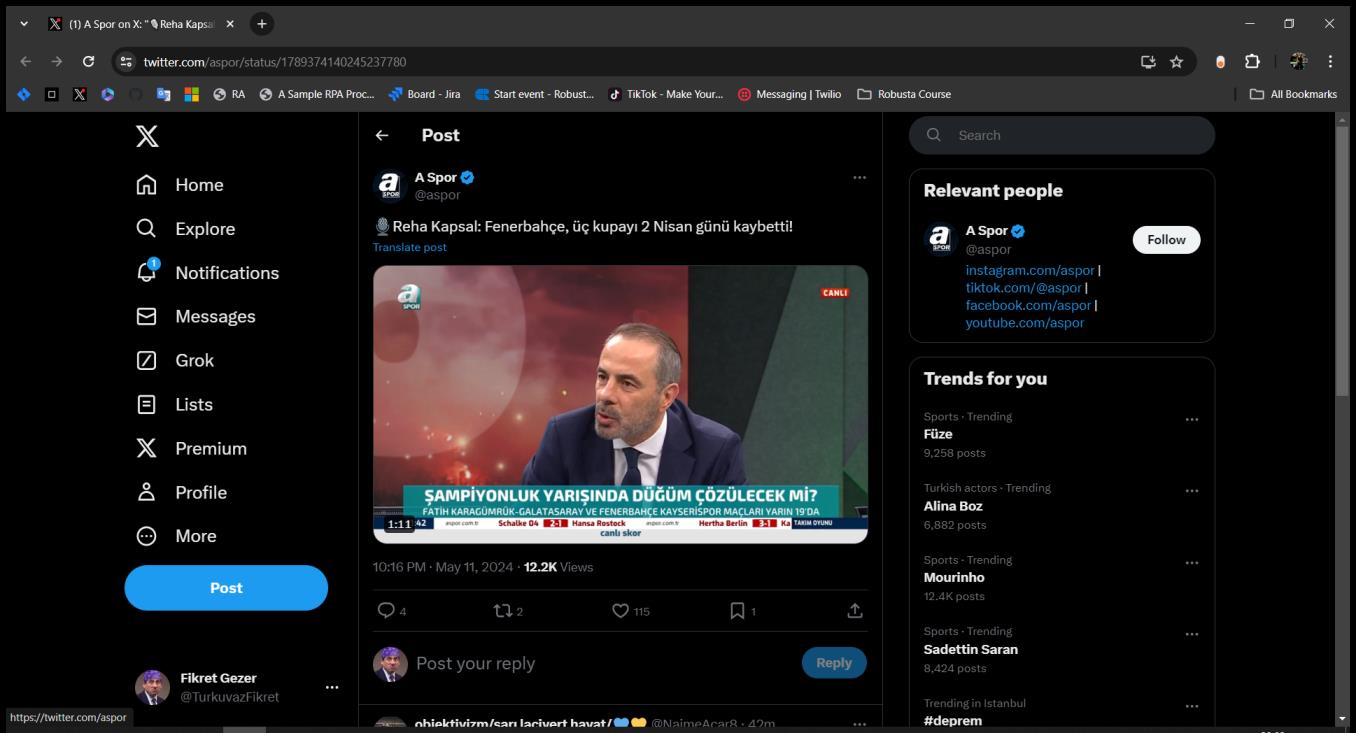 (1) A Spor on X: "🎙Reha Kapsa
twitter.com/aspor/status/1789374140245237780
RA
A Sample RPA Proc...
Board - Jira
Start event - Robust...
TikTok - Make Your...
Messaging | Twilio
Robusta Course
All Bookmarks
Home
Explore
1
Notifications
Messages
Grok
Lists
Premium
Profile
More
Post
Fikret Gezer
@TurkuvazFikret
https://twitter.com/aspor
Post
A Spor
@aspor
🎙Reha Kapsal: Fenerbahçe, üç kupayı 2 Nisan günü kaybetti!
Translate post
a
SPOR
CANLI
ŞAMPİYONLUK YARIŞINDA DÜĞÜM ÇÖZÜLECEK Mİ?
FATİH KARAGÜMRÜK-GALATASARAY VE FENERBAHÇE KAYSERİSPOR MAÇLARI YARIN 19'DA
1:11 :42 aspor.com.tr Schalke 04 2-1 Hansa Rostock aspor.com.tr Hertha Berlin 3-1 Ka TAKIM OYUNU
canlı skor
10:16 PM · May 11, 2024 · 12.2K Views
4 2 115 1
Post your reply
Reply
objektivizm/sarı lacivert hayat/💙💛 @NaimeAcar8 · 42m
Search
Relevant people
A Spor
@aspor
Follow
instagram.com/aspor |
tiktok.com/@aspor |
facebook.com/aspor |
youtube.com/aspor
Trends for you
Sports · Trending
Füze
9,258 posts
Turkish actors · Trending
Alina Boz
6,882 posts
Sports · Trending
Mourinho
12.4K posts
Sports · Trending
Sadettin Saran
8,424 posts
Trending in Istanbul
#deprem